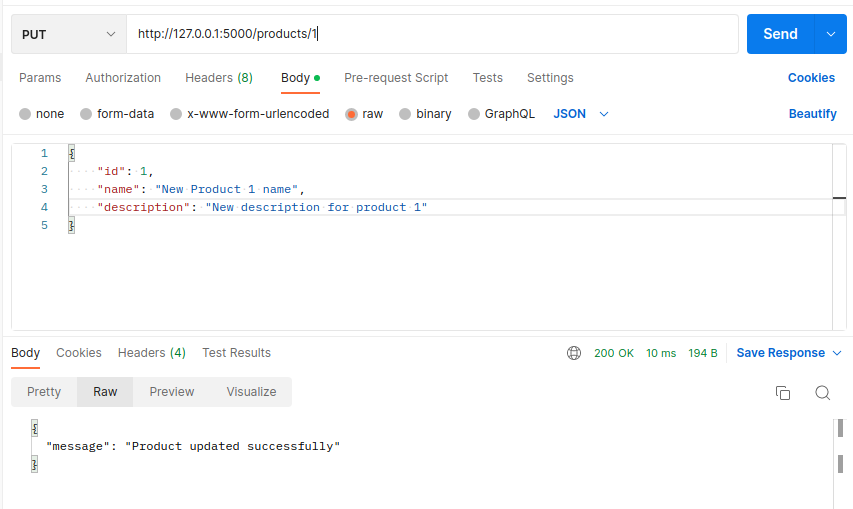 PUT http://127.0.0.1:5000/products/1 Send
Params Authorization Headers (8) Body Pre-request Script Tests Settings Cookies
none form-data x-www-form-urlencoded raw binary GraphQL JSON Beautify
1 {
2 "id": 1,
3 "name": "New Product 1 name",
4 "description": "New description for product 1"
5 }
Body Cookies Headers (4) Test Results 200 OK 10 ms 194 B Save Response
Pretty Raw Preview Visualize
{
"message": "Product updated successfully"
}